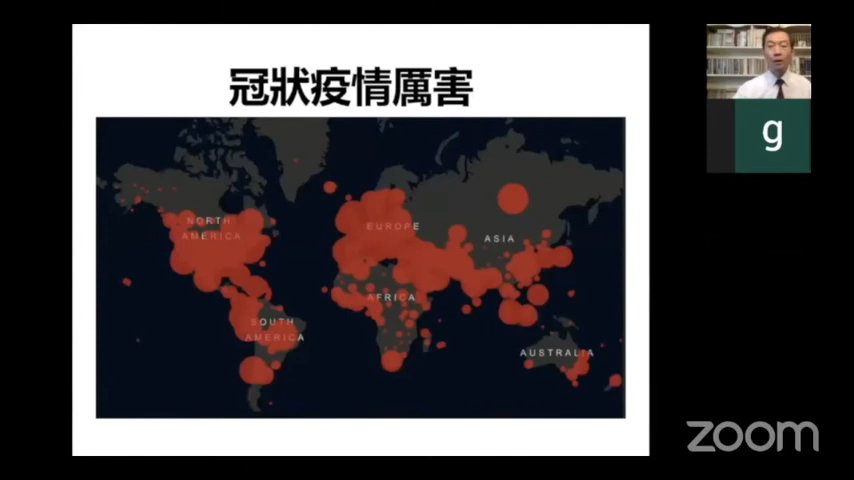 冠狀疫情厲害
NORTH
AMERICA
EUROPE
ASIA
AFRICA
SOUTH
AMERICA
AUSTRALIA
g
zoom